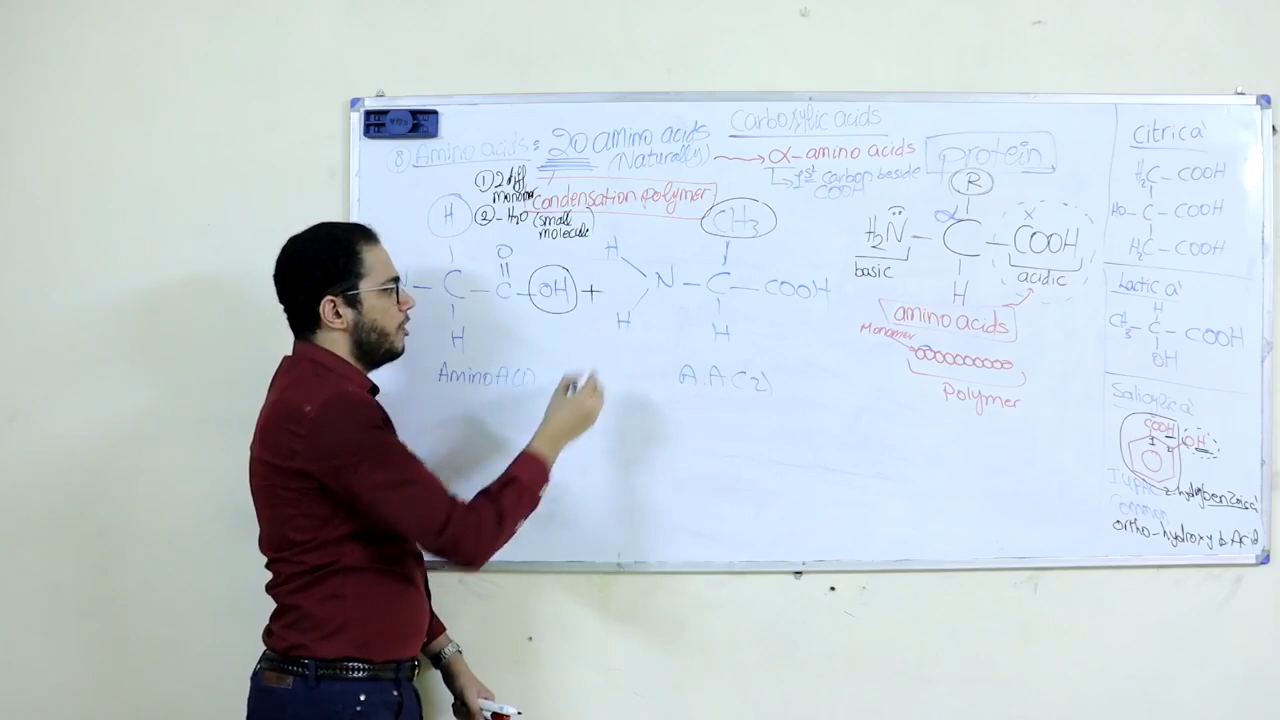 Carboxylic acids
⑧ Amino acids: 20 amino acids
(Naturally) → α-amino acids
1st Carbon beside
COOH
protein
① 2 diff
monomer
Condensation polymer
② - H₂O (small
molecule)
H
CH₃
O
H
N - C - C - OH + N - C - COOH
H
H
H
Amino A(1)
A.A(2)
R
α
x
H₂N - C - COOH
basic
acidic
H
amino acids
Monomer
Polymer
Citric a'
H₂C - COOH
HO - C - COOH
H₂C - COOH
Lactic a'
H
CH₃ - C - COOH
OH
Salicylic a'
COOH
1
OH
2
IUPAC 2-hydroxybenzoic a'
Common
ortho-hydroxy b Acid